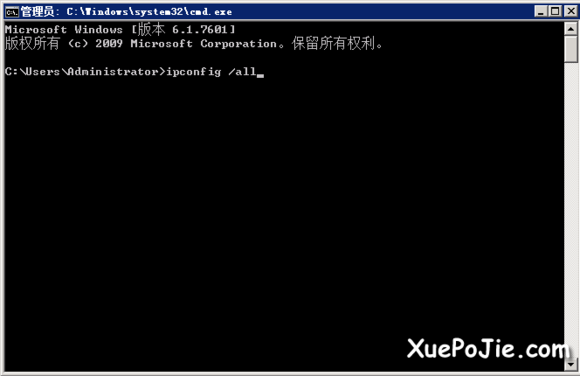 管理员: C:\Windows\system32\cmd.exe
Microsoft Windows [版本 6.1.7601]
版权所有 (c) 2009 Microsoft Corporation。保留所有权利。
C:\Users\Administrator>ipconfig /all
XuePoJie.com